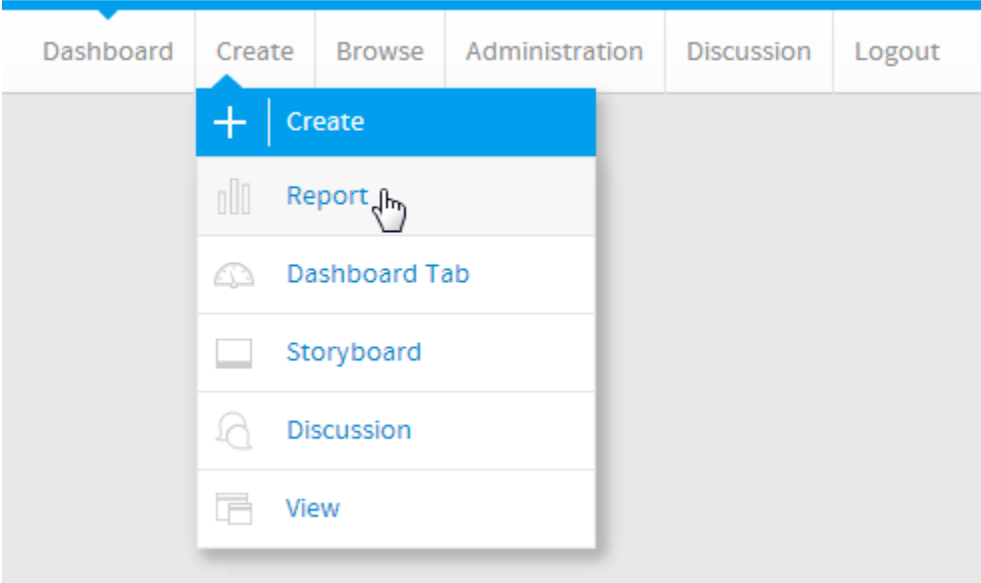 Dashboard Create Browse Administration Discussion Logout
Create
Report
Dashboard Tab
Storyboard
Discussion
View